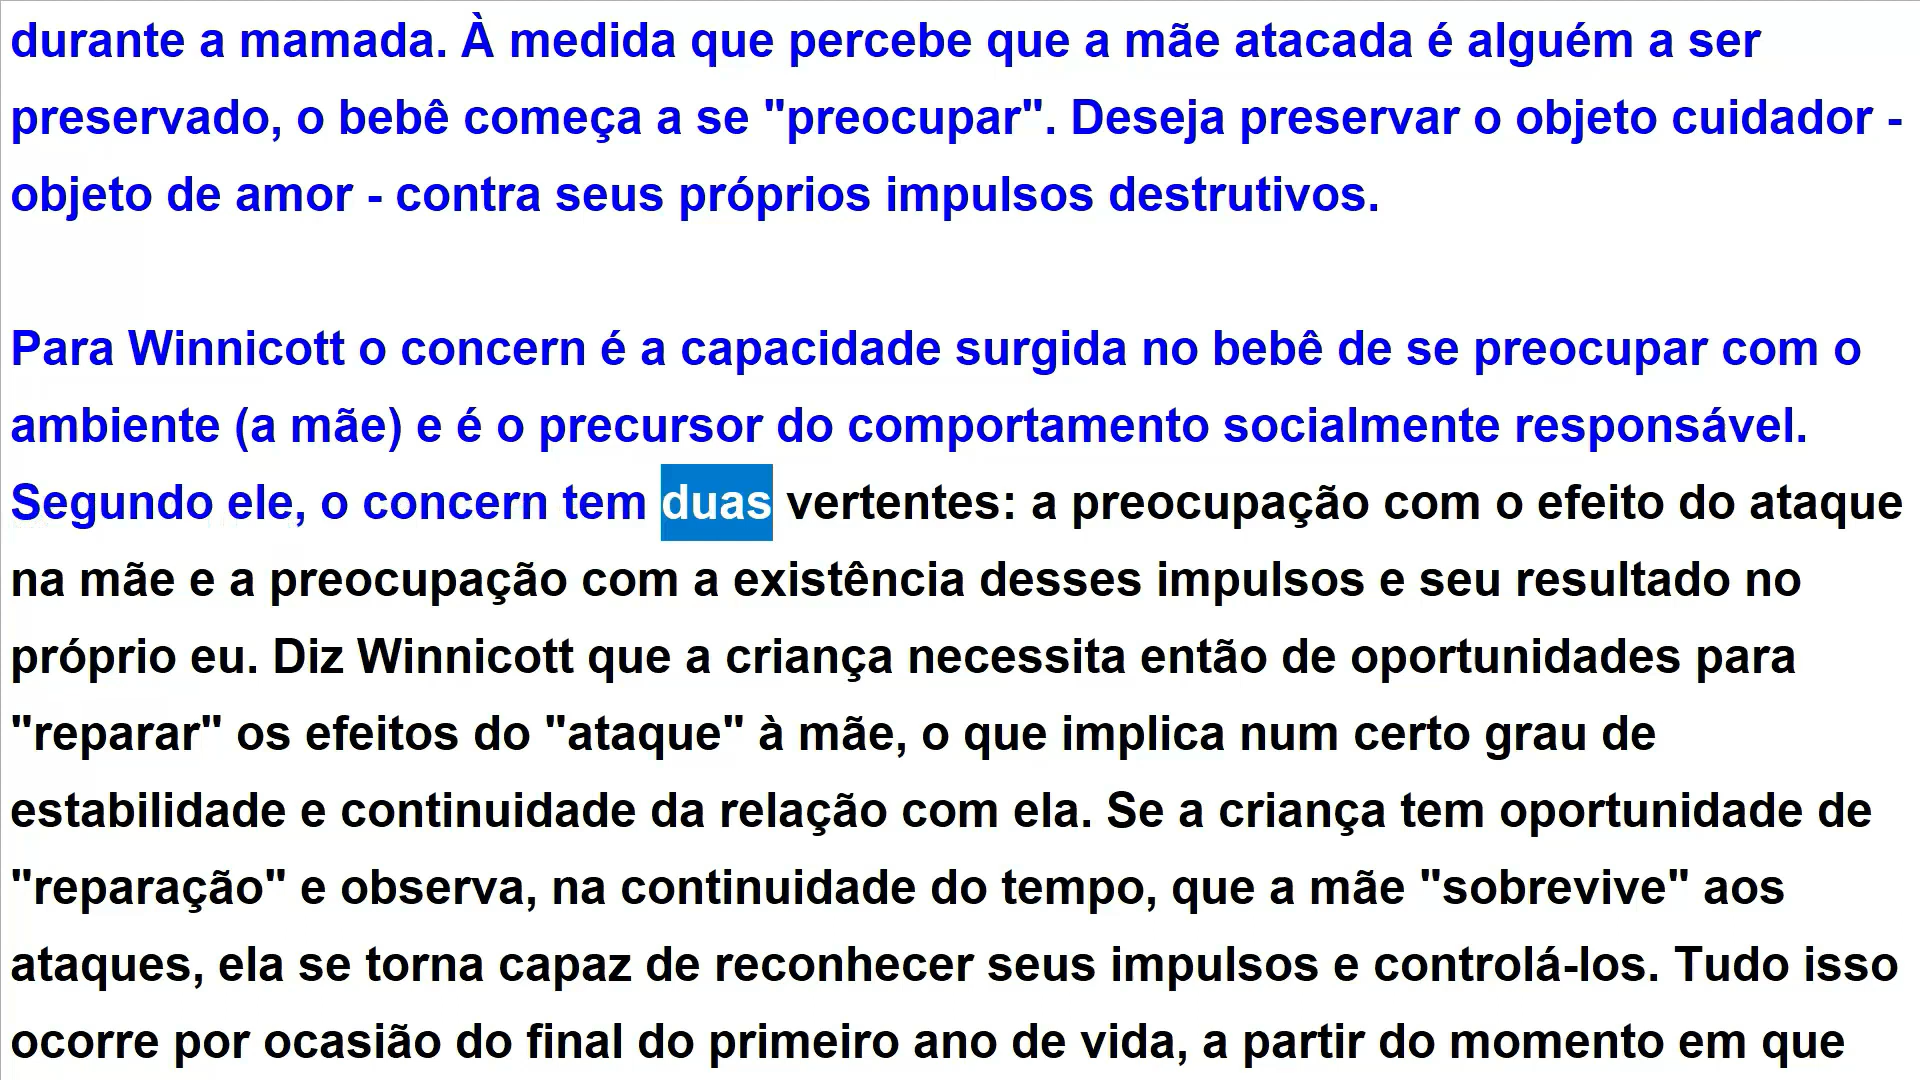 durante a mamada. À medida que percebe que a mãe atacada é alguém a ser
preservado, o bebê começa a se "preocupar". Deseja preservar o objeto cuidador -
objeto de amor - contra seus próprios impulsos destrutivos.
Para Winnicott o concern é a capacidade surgida no bebê de se preocupar com o
ambiente (a mãe) e é o precursor do comportamento socialmente responsável.
Segundo ele, o concern tem duas vertentes: a preocupação com o efeito do ataque
na mãe e a preocupação com a existência desses impulsos e seu resultado no
próprio eu. Diz Winnicott que a criança necessita então de oportunidades para
"reparar" os efeitos do "ataque" à mãe, o que implica num certo grau de
estabilidade e continuidade da relação com ela. Se a criança tem oportunidade de
"reparação" e observa, na continuidade do tempo, que a mãe "sobrevive" aos
ataques, ela se torna capaz de reconhecer seus impulsos e controlá-los. Tudo isso
ocorre por ocasião do final do primeiro ano de vida, a partir do momento em que